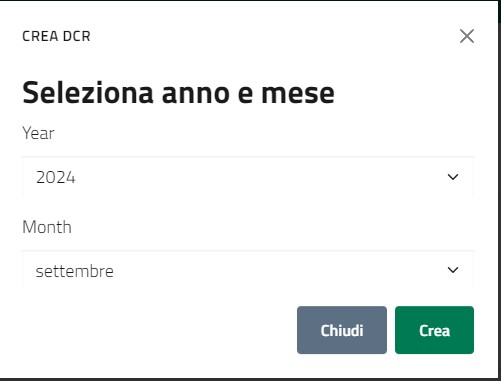 CREA DCR
Seleziona anno e mese
Year
2024
Month
settembre
Chiudi Crea